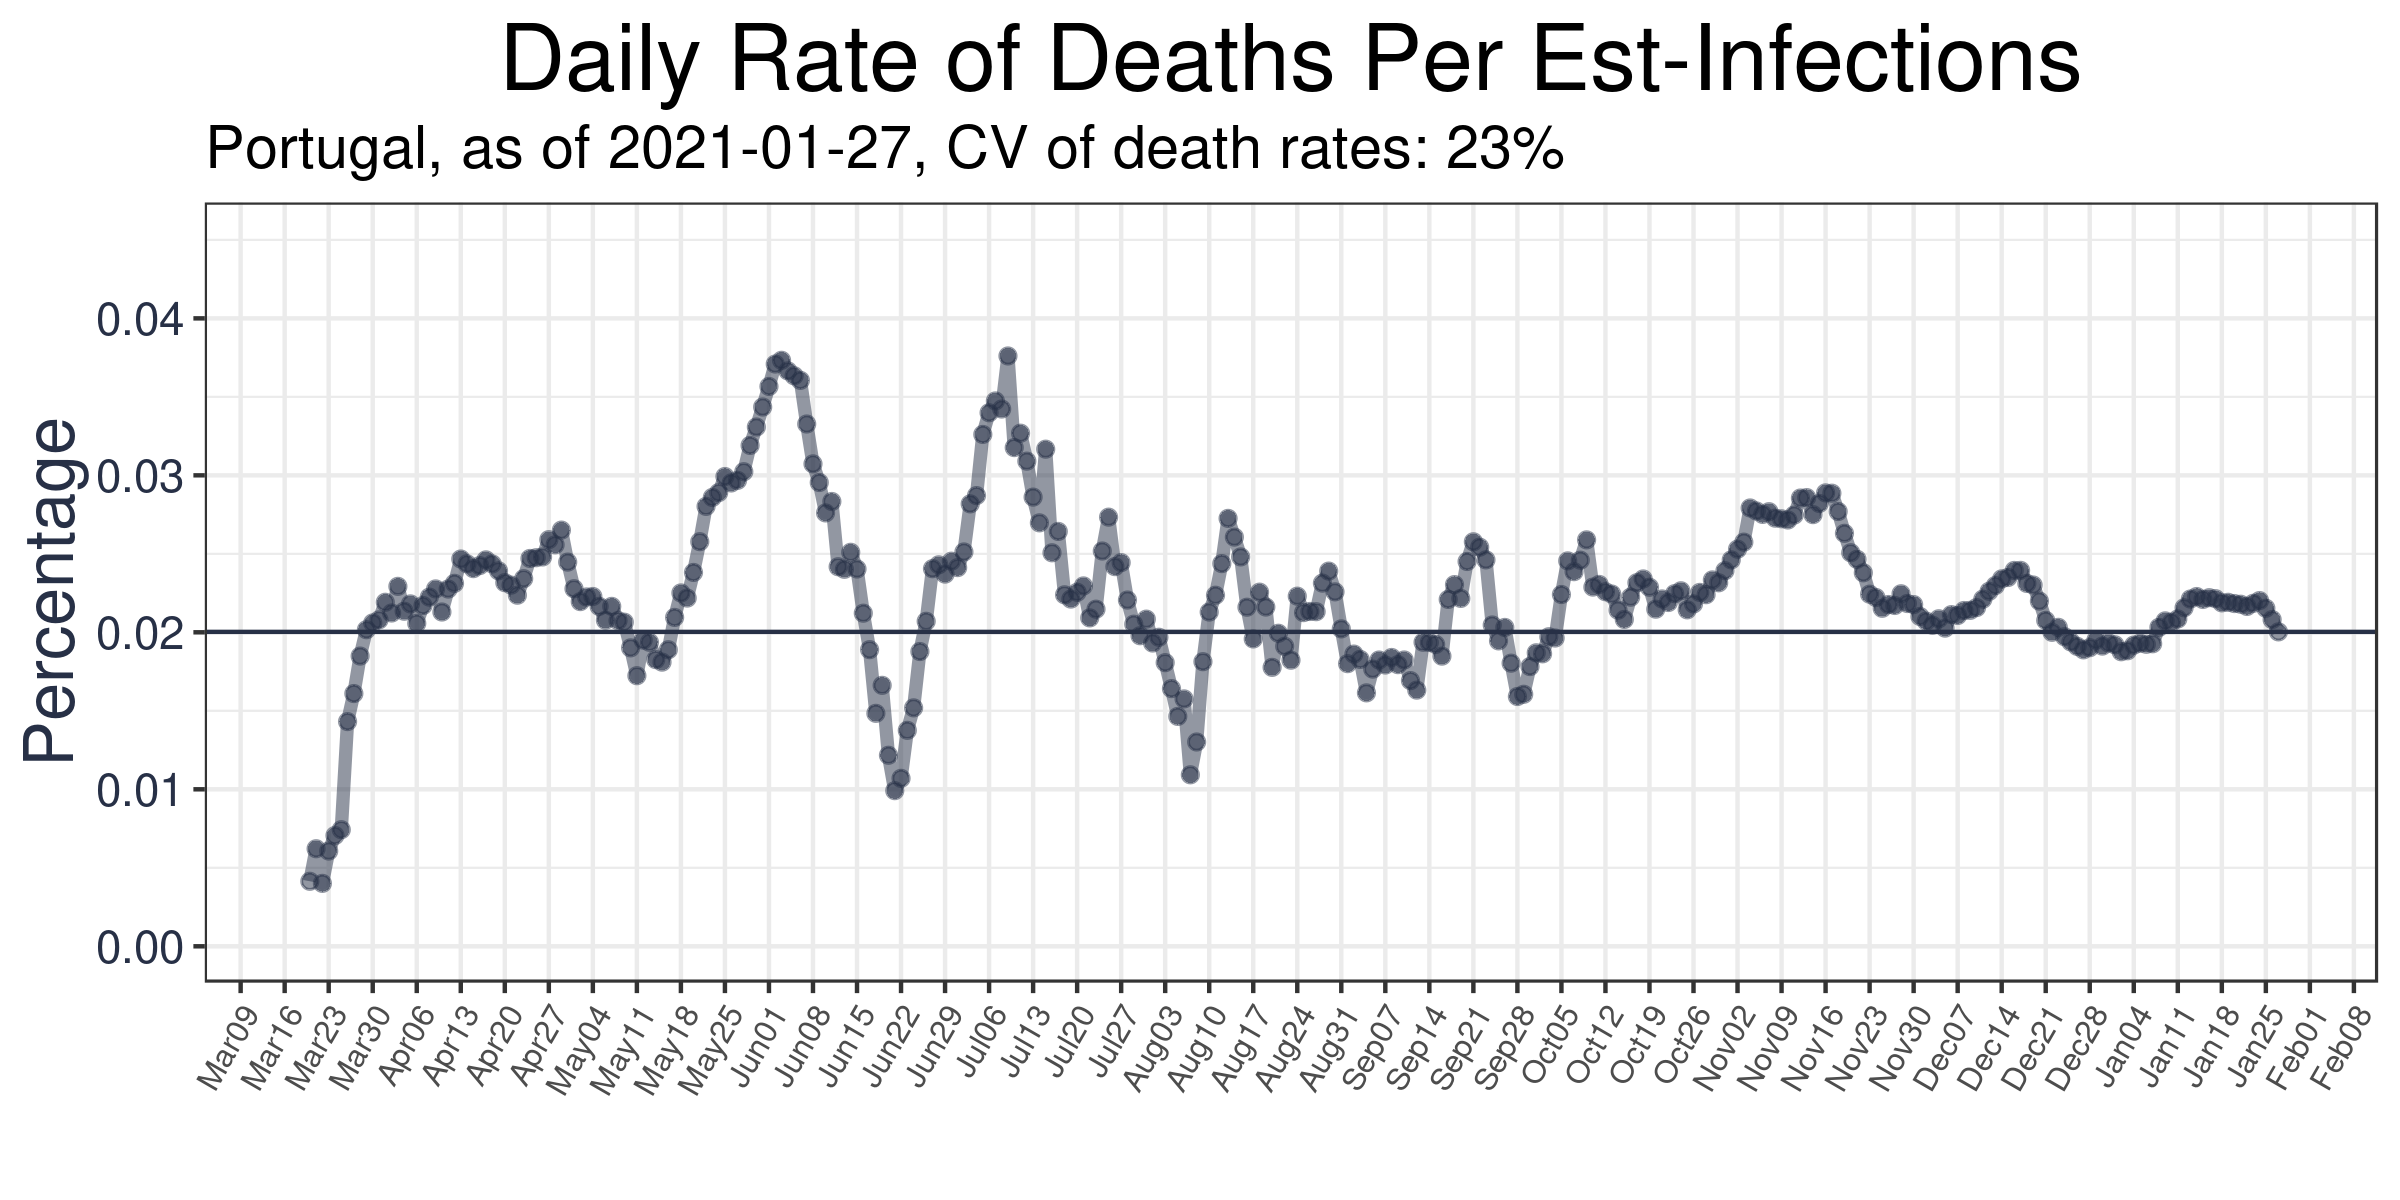 Daily Rate of Deaths Per Est-Infections
Portugal, as of 2021-01-27, CV of death rates: 23%
Percentage
0.04
0.03
0.02
0.01
0.00
Mar09
Mar16
Mar23
Mar30
Apr06
Apr13
Apr20
Apr27
May04
May11
May18
May25
Jun01
Jun08
Jun15
Jun22
Jun29
Jul06
Jul13
Jul20
Jul27
Aug03
Aug10
Aug17
Aug24
Aug31
Sep07
Sep14
Sep21
Sep28
Oct05
Oct12
Oct19
Oct26
Nov02
Nov09
Nov16
Nov23
Nov30
Dec07
Dec14
Dec21
Dec28
Jan04
Jan11
Jan18
Jan25
Feb01
Feb08